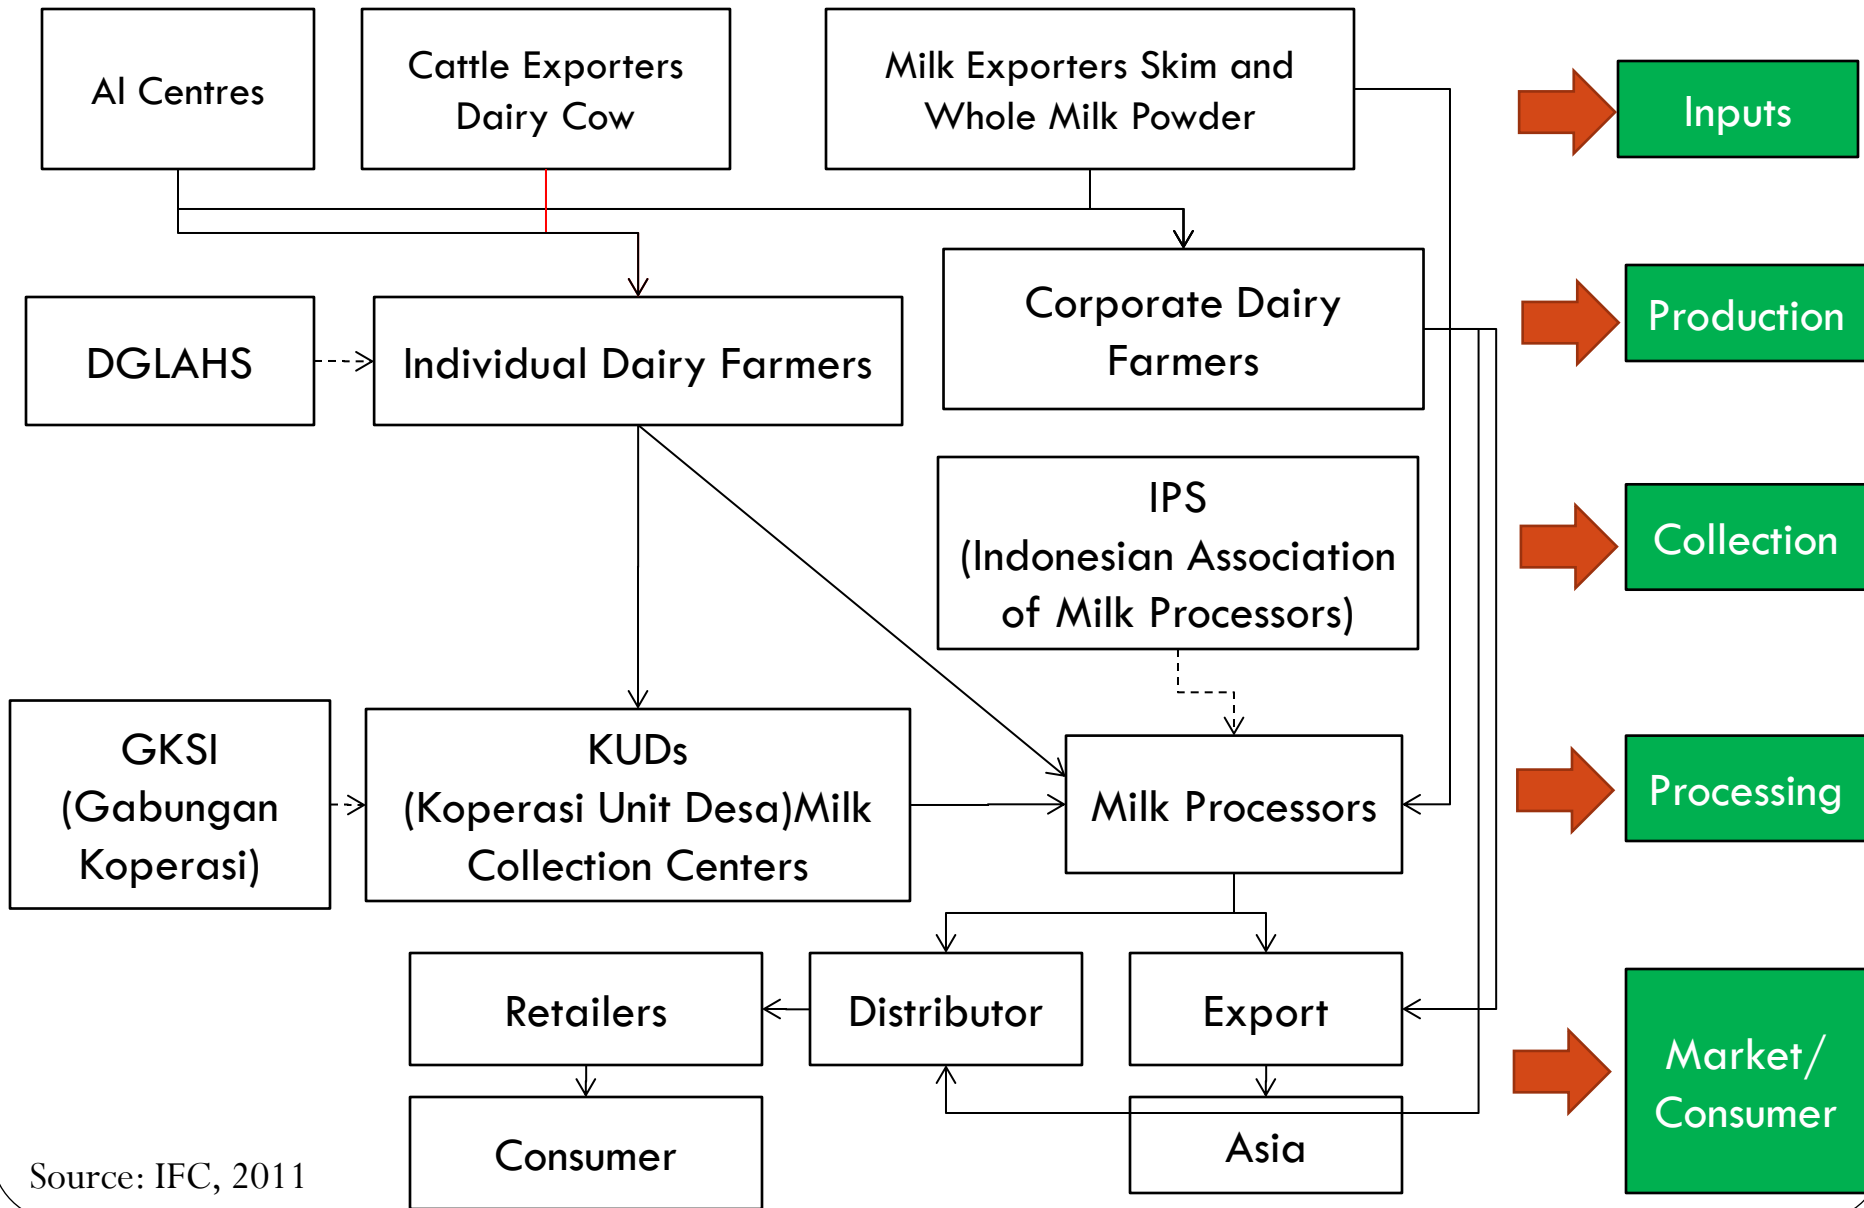 AI Centres
Cattle Exporters
Dairy Cow
Milk Exporters Skim and
Whole Milk Powder
Inputs
DGLAHS
Individual Dairy Farmers
Corporate Dairy
Farmers
Production
IPS
(Indonesian Association
of Milk Processors)
Collection
GKSI
(Gabungan
Koperasi)
KUDs
(Koperasi Unit Desa)Milk
Collection Centers
Milk Processors
Processing
Retailers
Distributor
Export
Market/
Consumer
Consumer
Asia
Source: IFC, 2011